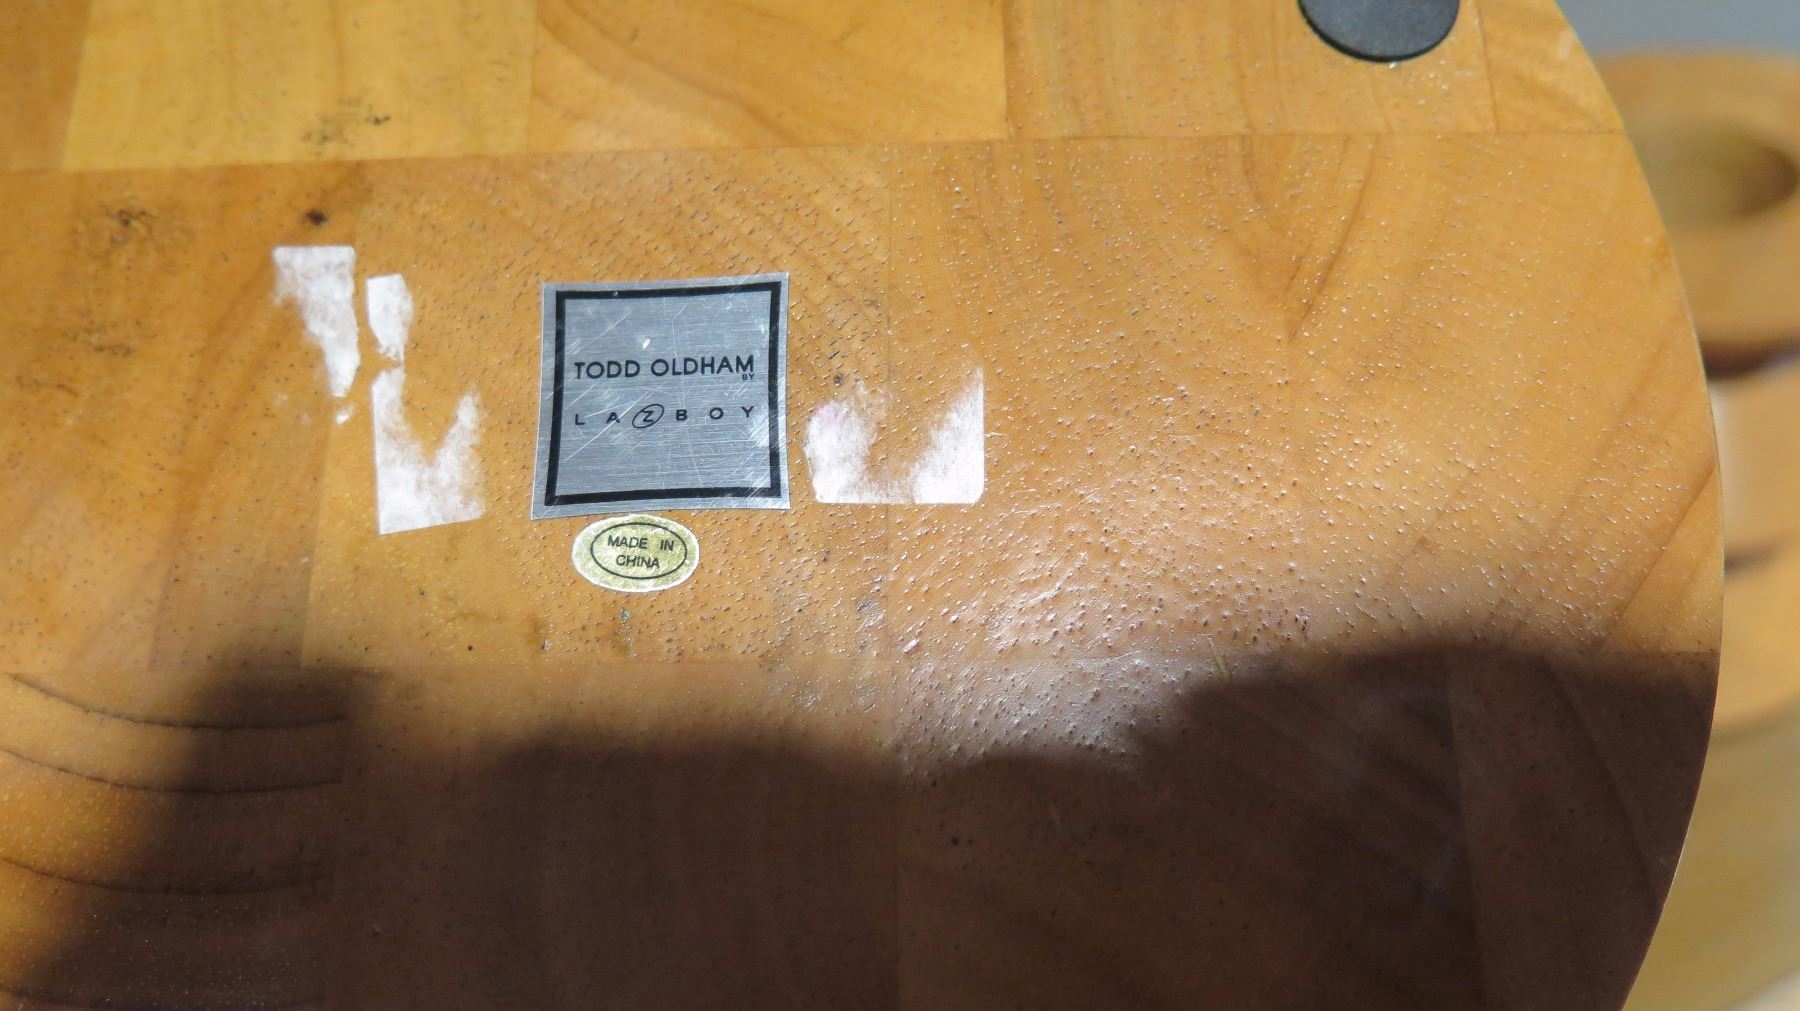 TODD OLDHAM
BY
LAZBOY
MADE IN
CHINA